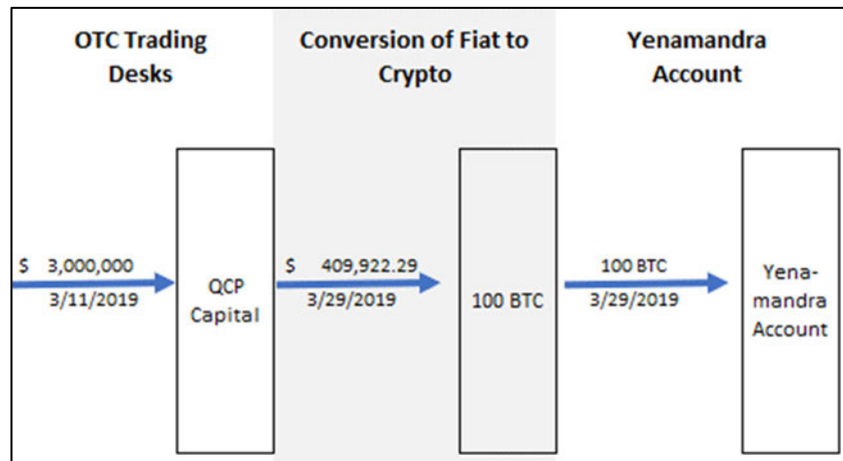 OTC Trading
Desks
Conversion of Fiat to
Crypto
Yenamandra
Account
$ 3,000,000
3/11/2019
QCP
Capital
$ 409,922.29
3/29/2019
100 BTC
100 BTC
3/29/2019
Yena-
mandra
Account